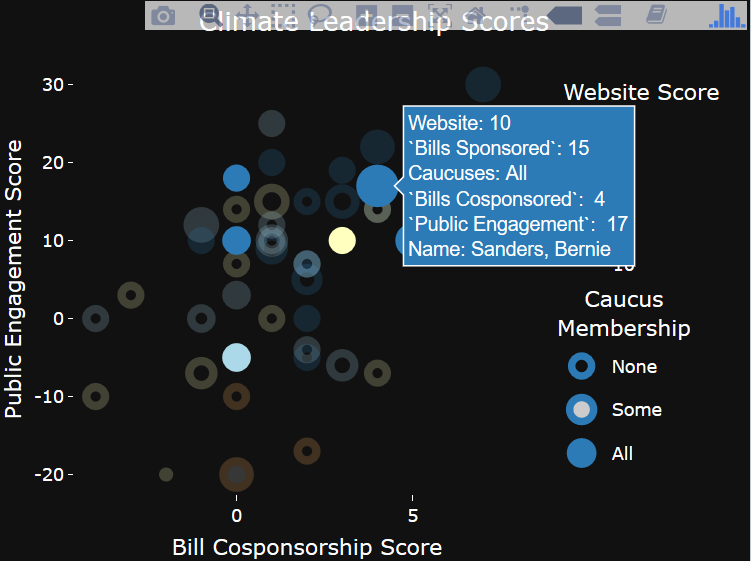 Climate Leadership Scores
Website Score
Website: 10
`Bills Sponsored`: 15
Caucuses: All
`Bills Cosponsored`: 4
`Public Engagement`: 17
Name: Sanders, Bernie
10
Caucus
Membership
None
Some
All
Public Engagement Score
30
20
10
0
-10
-20
0
5
Bill Cosponsorship Score